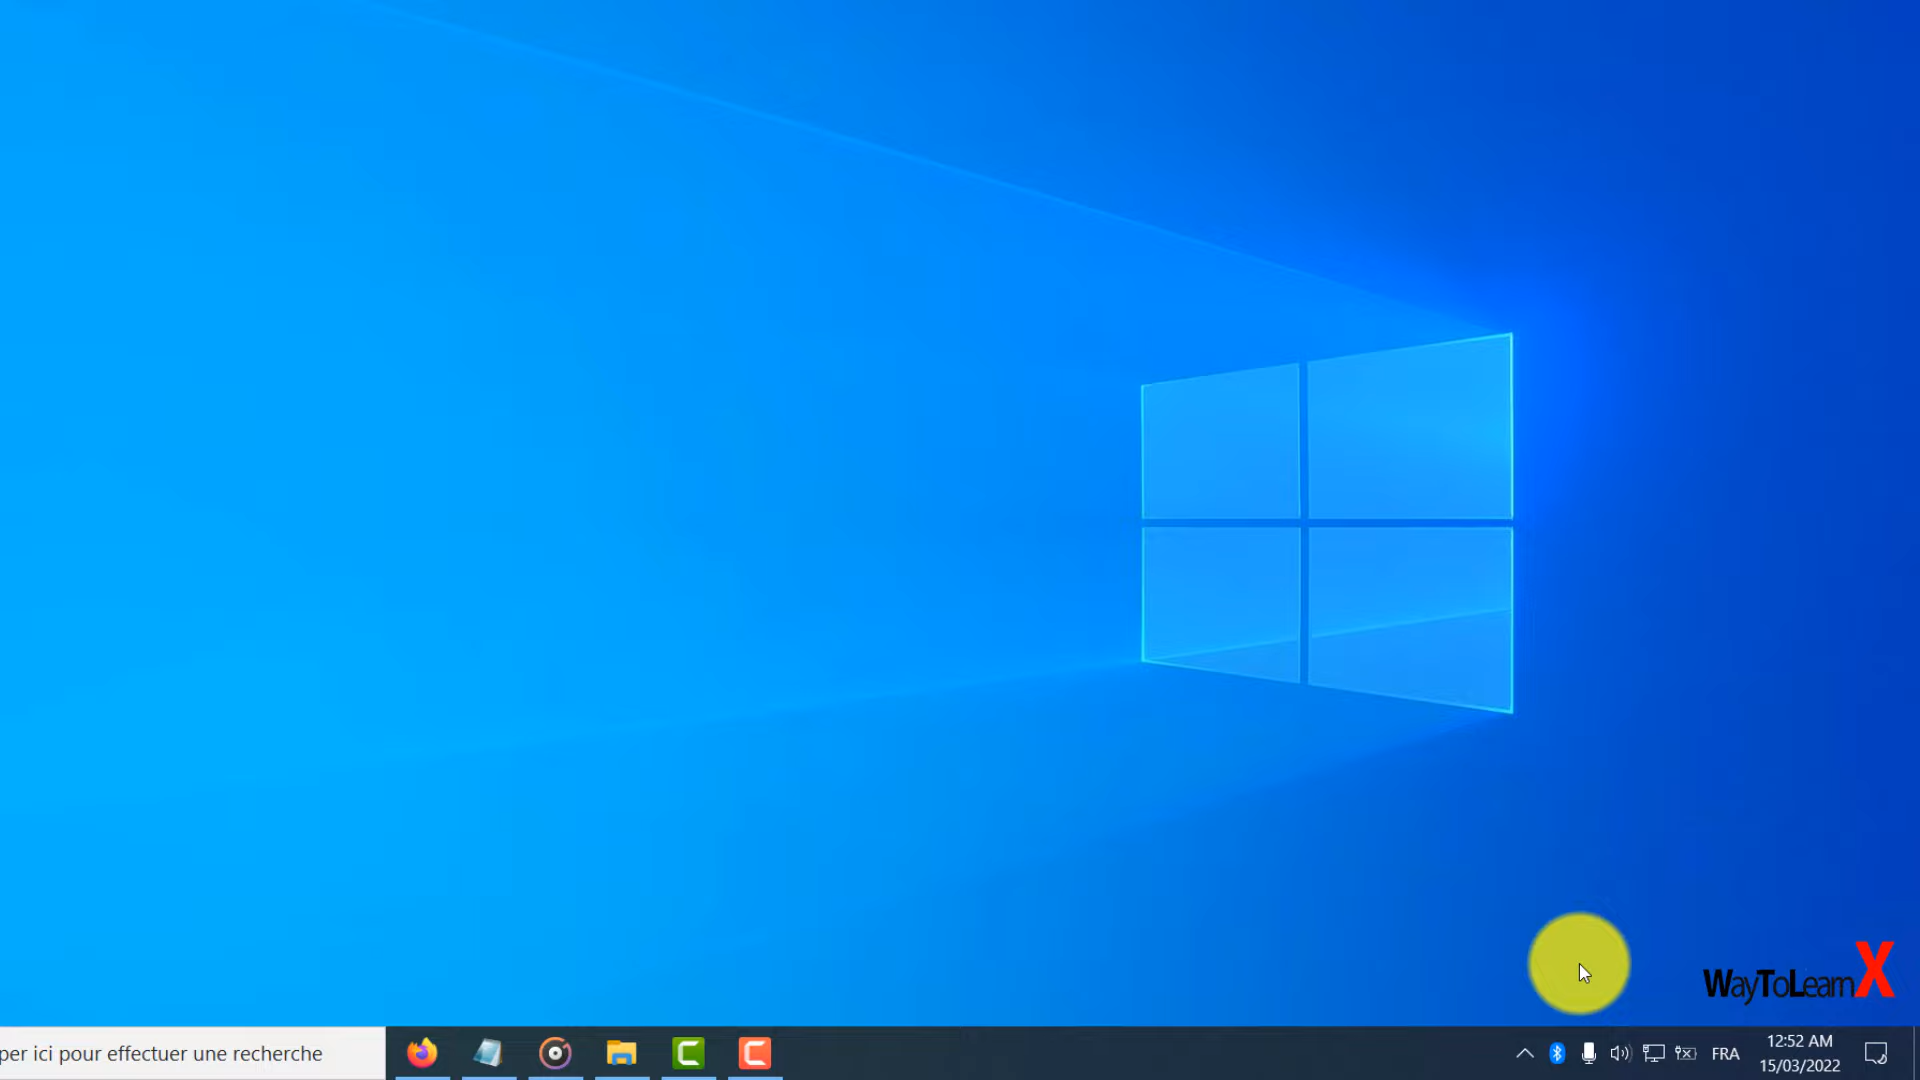 WayToLearnX
per ici pour effectuer une recherche
FRA
12:52 AM
15/03/2022